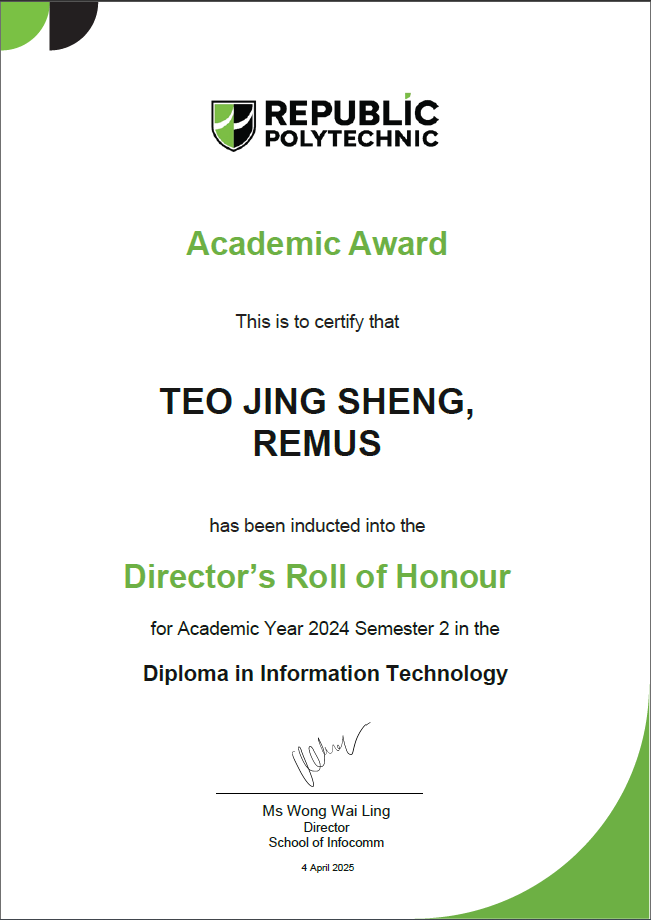 REPUBLIC
POLYTECHNIC
Academic Award
This is to certify that
TEO JING SHENG,
REMUS
has been inducted into the
Director’s Roll of Honour
for Academic Year 2024 Semester 2 in the
Diploma in Information Technology
Ms Wong Wai Ling
Director
School of Infocomm
4 April 2025